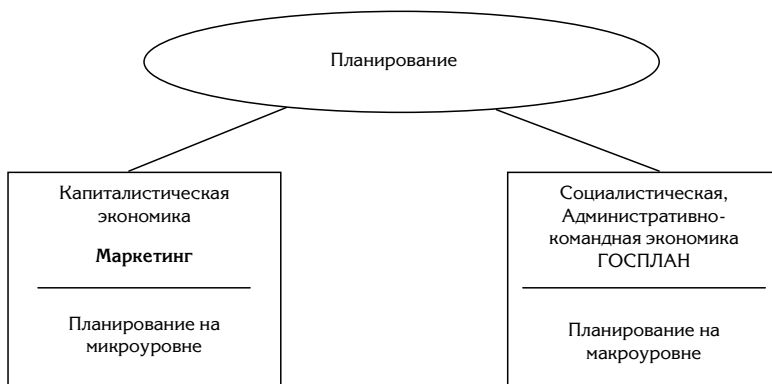 Планирование
Капиталистическая
экономика
Маркетинг
Планирование на
микроуровне
Социалистическая,
Административно-
командная экономика
ГОСПЛАН
Планирование на
макроуровне